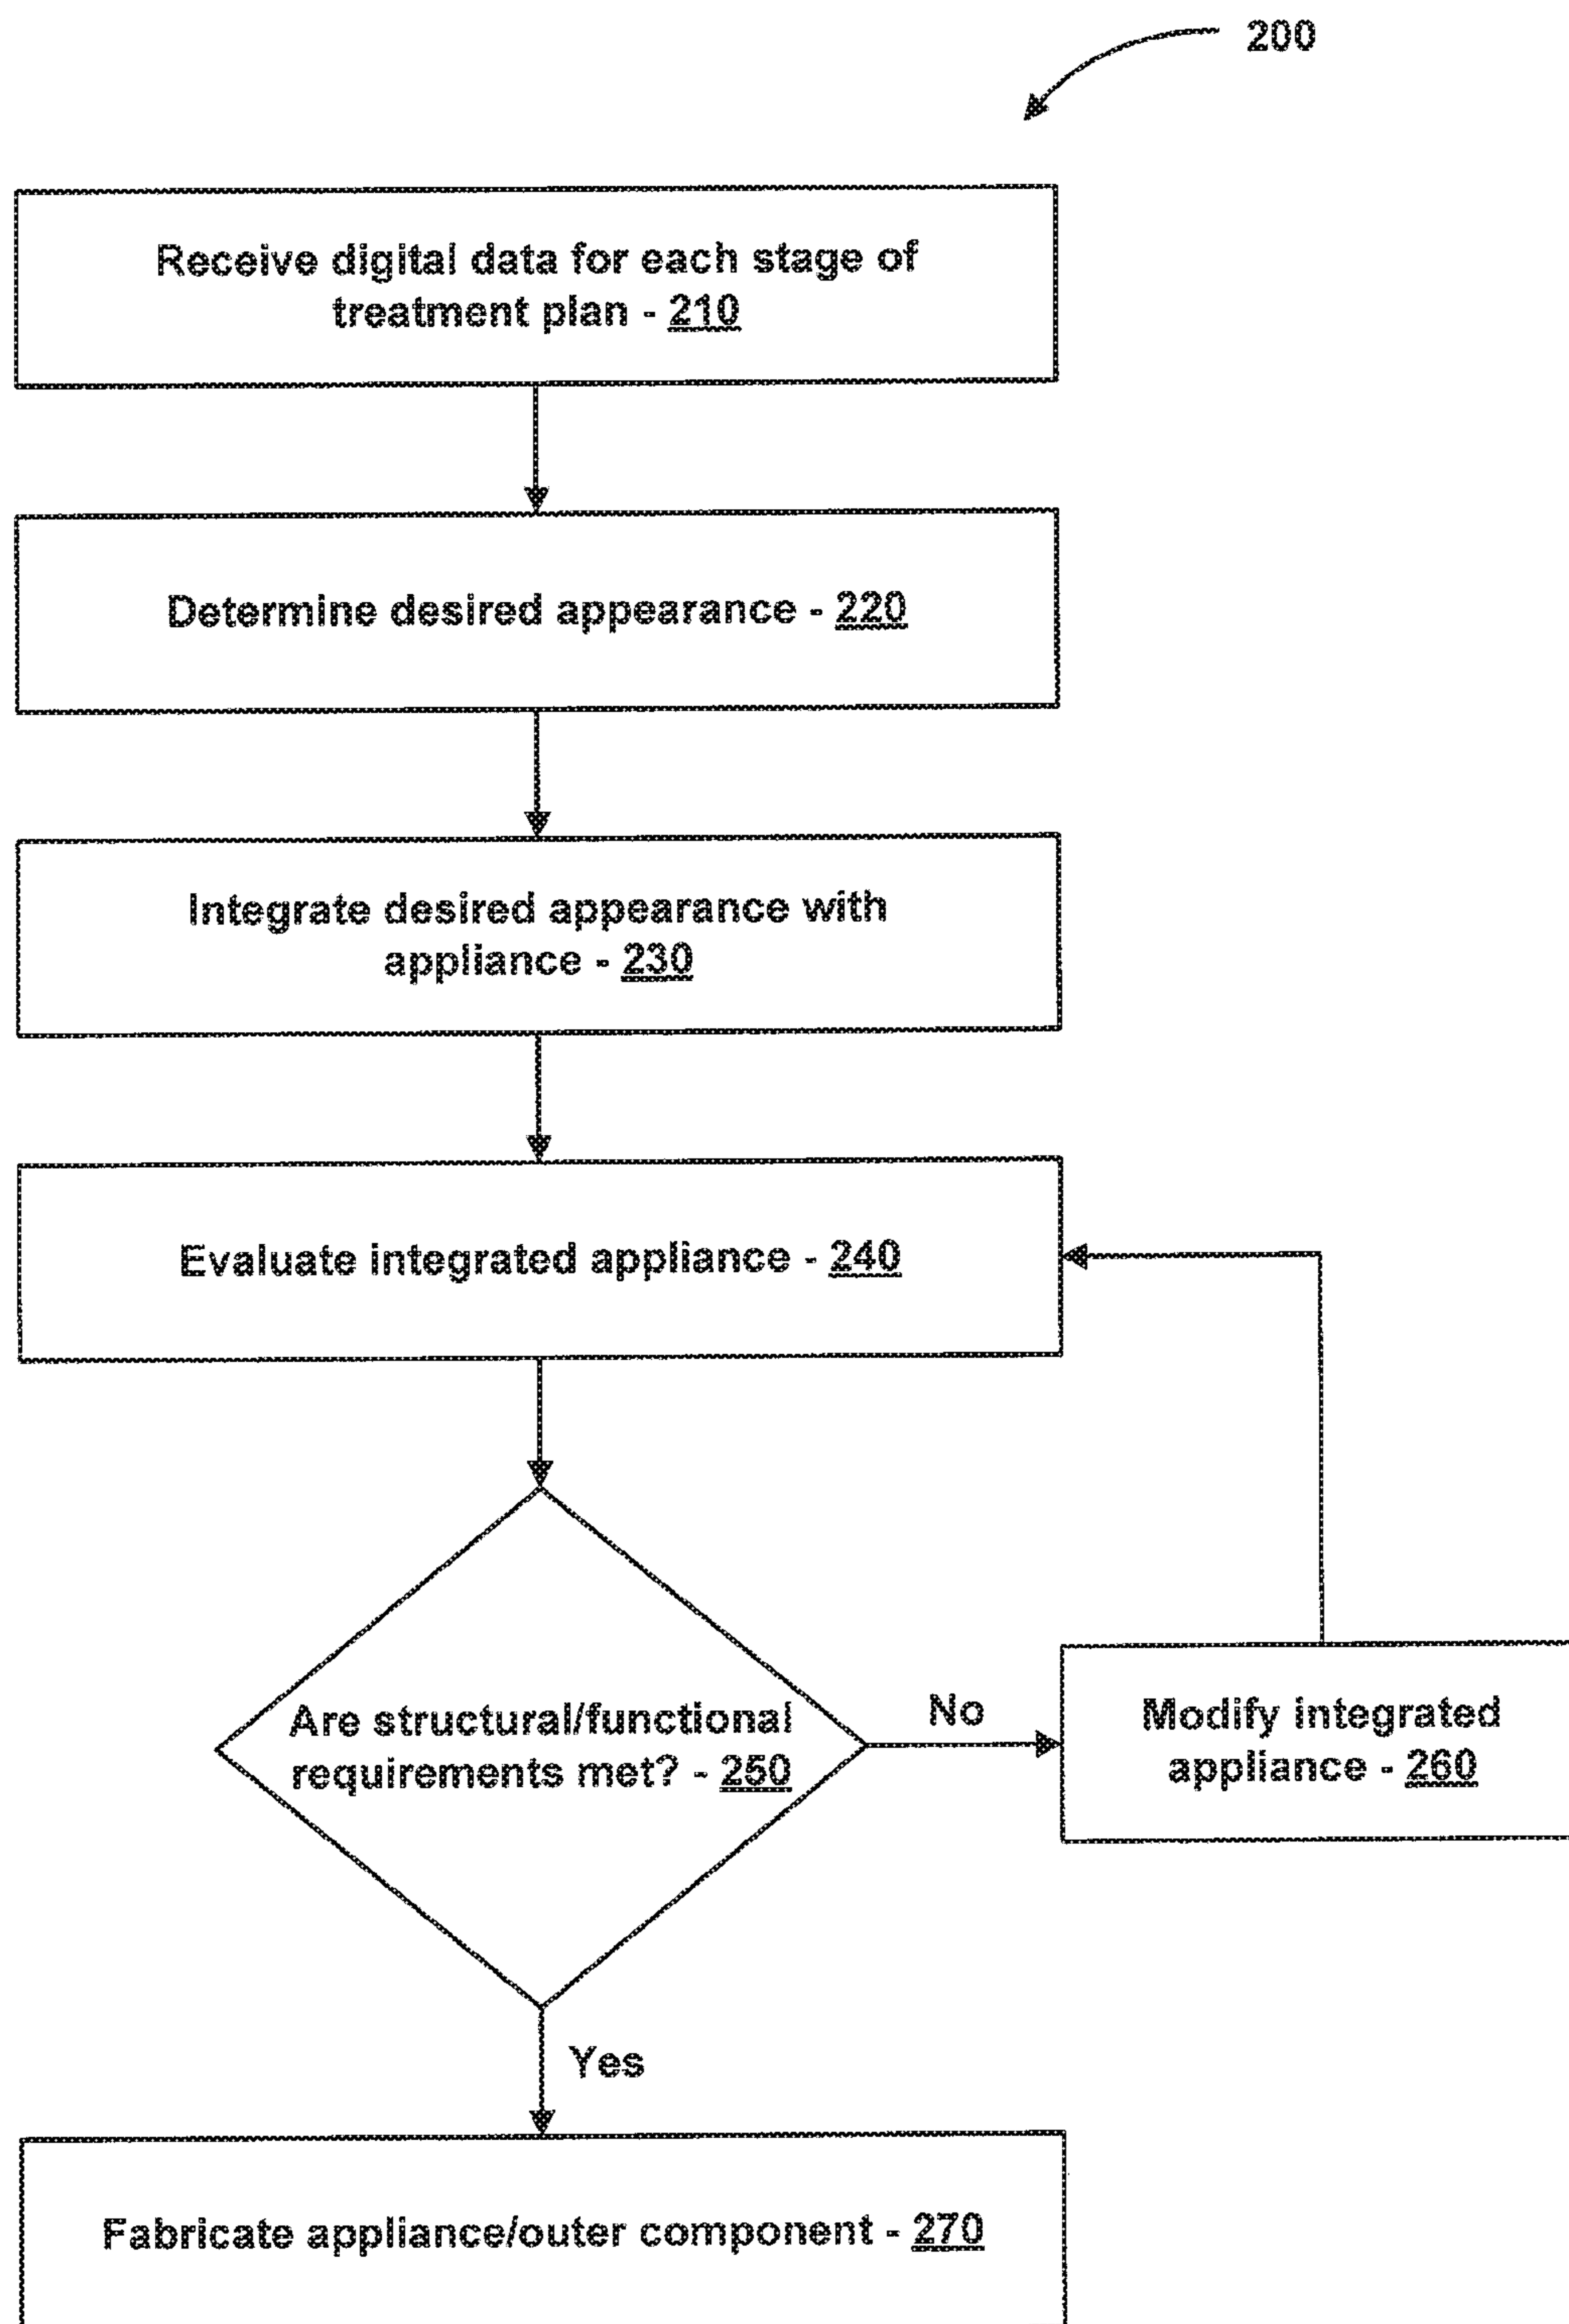 200
Receive digital data for each stage of
treatment plan - 210
Determine desired appearance - 220
Integrate desired appearance with
appliance - 230
Evaluate integrated appliance - 240
Are structural/functional
requirements met? - 250
No
Modify integrated
appliance - 260
Yes
Fabricate appliance/outer component - 270